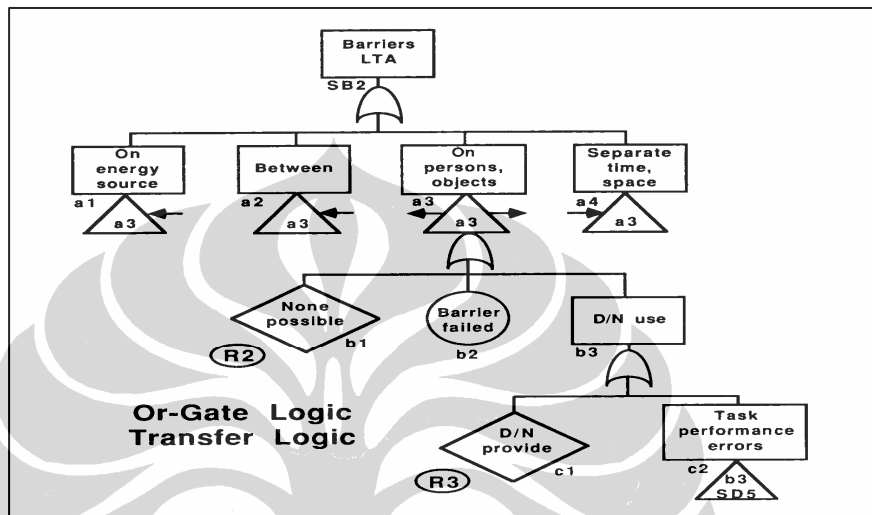 Barriers
LTA
SB2
On
energy
source
Between
On
persons,
objects
Separate
time,
space
a1
a2
a3
a4
a3
a3
a3
a3
None
possible
b1
R2
Barrier
failed
b2
D/N use
b3
Or-Gate Logic
Transfer Logic
D/N
provide
c1
R3
Task
performance
errors
c2
b3
SD5